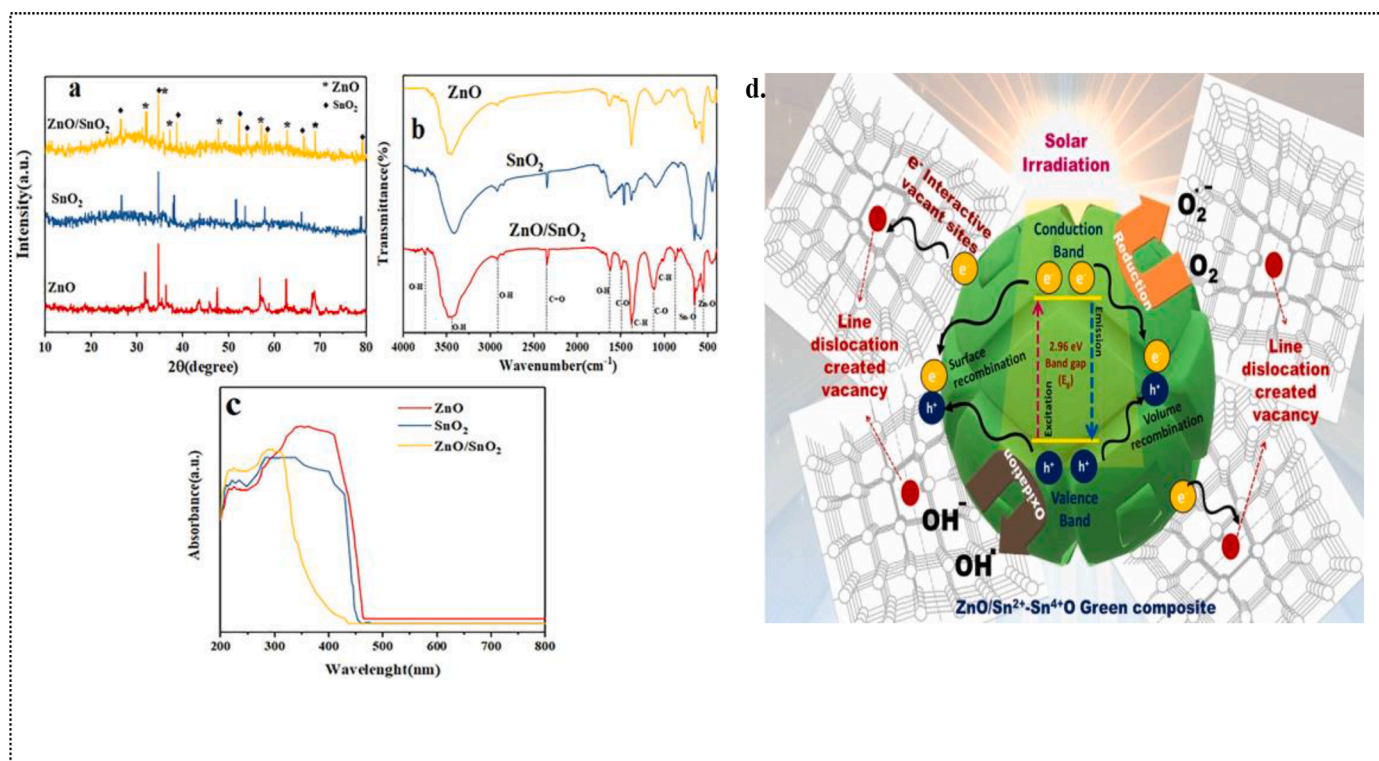 a
* ZnO
♦ SnO₂
ZnO/SnO₂
SnO₂
ZnO
Intensity(a.u.)
10 20 30 40 50 60 70 80
2θ(degree)
b
ZnO
SnO₂
ZnO/SnO₂
Transmittance(%)
O-H
O-H
O-H
C=O
O-H
C-O
C-H
C-O
C-H
Sn-O
Zn-O
4000 3500 3000 2500 2000 1500 1000 500
Wavenumber(cm⁻¹)
c
ZnO
SnO₂
ZnO/SnO₂
Absorbance(a.u.)
200 300 400 500 600 700 800
Wavelenght(nm)
d.
Solar
Irradiation
e⁻ Interactive
vacant sites
Conduction
Band
e⁻
e⁻
e⁻
Reduction
O₂·⁻
O₂
Line
dislocation
created
vacancy
Line
dislocation
created
vacancy
Surface
recombination
e⁻
h⁺
Excitation
2.96 eV
Band gap
(Eg)
Emission
e⁻
h⁺
Volume
recombination
h⁺
h⁺
Valence
Band
e⁻
Oxidation
OH⁻
OH·
ZnO/Sn²⁺-Sn⁴⁺O Green composite